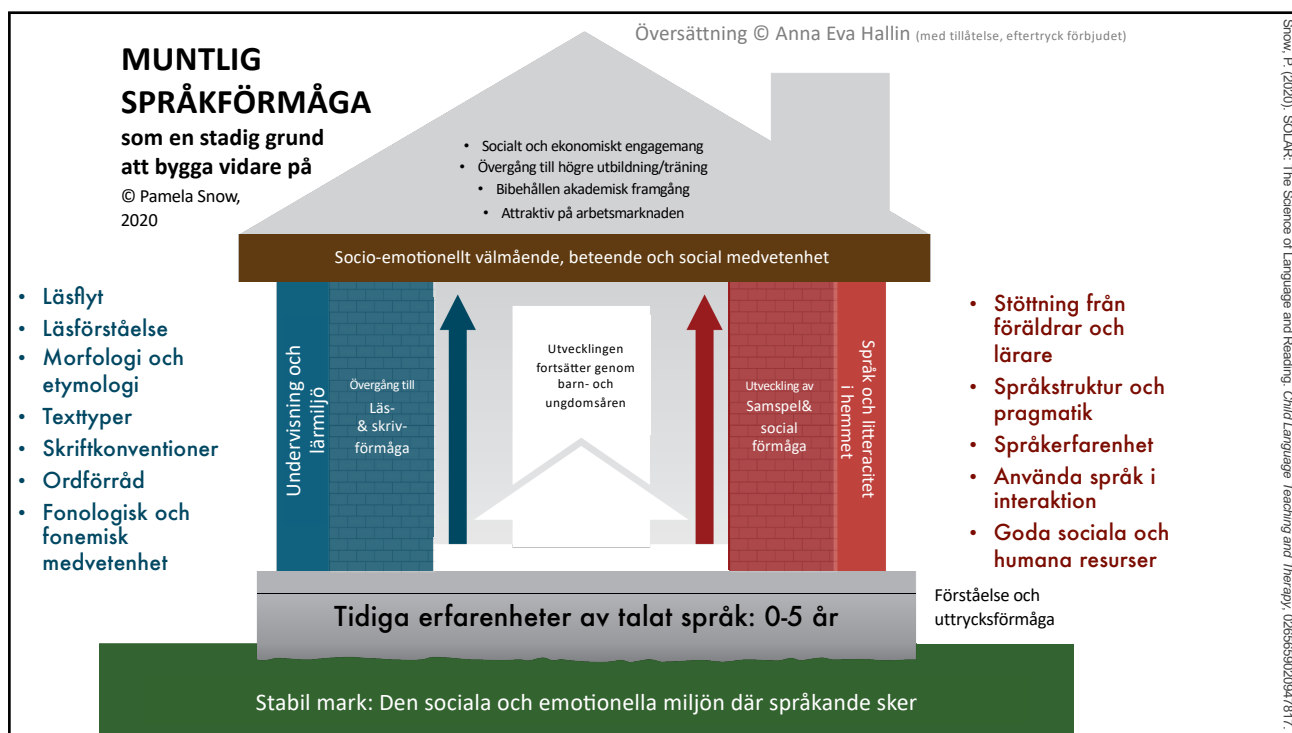 Översättning © Anna Eva Hallin (med tillåtelse, eftertryck förbjudet)
MUNTLIG
SPRÅKFÖRMÅGA
som en stadig grund
att bygga vidare på
© Pamela Snow,
2020
• Socialt och ekonomiskt engagemang
• Övergång till högre utbildning/träning
• Bibehållen akademisk framgång
• Attraktiv på arbetsmarknaden
Socio-emotionellt välmående, beteende och social medvetenhet
• Läsflyt
• Läsförståelse
• Morfologi och
etymologi
• Texttyper
• Skriftkonventioner
• Ordförråd
• Fonologisk och
fonemisk
medvetenhet
Undervisning och
lärmiljö
Övergång till
Läs-
& skriv-
förmåga
Utvecklingen
fortsätter genom
barn- och
ungdomsåren
Utveckling av
Samspel&
social
förmåga
Språk och litteracitet
i hemmet
• Stöttning från
föräldrar och
lärare
• Språkstruktur och
pragmatik
• Språkerfarenhet
• Använda språk i
interaktion
• Goda sociala och
humana resurser
Tidiga erfarenheter av talat språk: 0-5 år
Förståelse och
uttrycksförmåga
Stabil mark: Den sociala och emotionella miljön där språkande sker
Snow, P. (2020). SOLAR: The Science of Language and Reading. Child Language Teaching and Therapy, 0265659020947817.